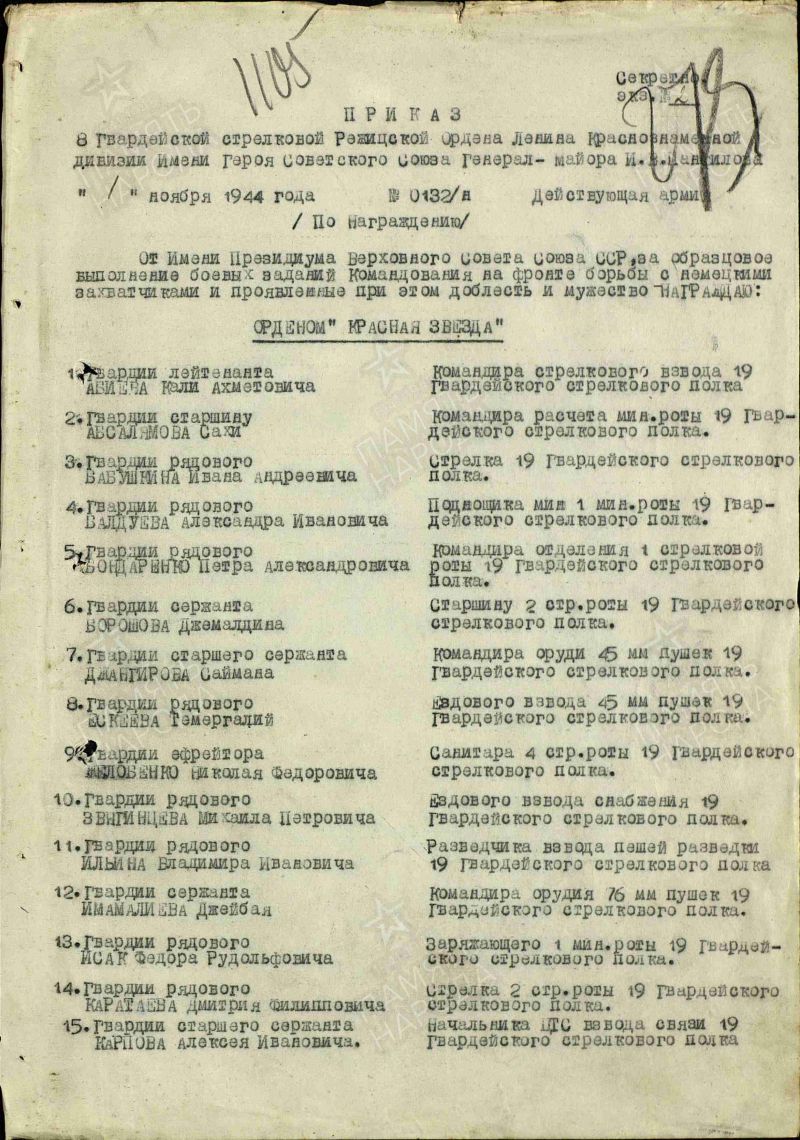 1105
Секретно.
экз. № 2
ПРИКАЗ
8 Гвардейской стрелковой Режицской Ордена Ленина Краснознаменной
дивизии Имени Героя Советского Союза Генерал- майора И.В.Панфилова
" 1 " ноября 1944 года № 0132/н Действующая армия
/ По Награждению/
От Имени Президиума Верховного Совета Союза ССР,за образцовое
выполнение боевых заданий Командования на фронте борьбы с немецкими
захватчиками и проявленные при этом доблесть и мужество НАГРАЖДАЮ:
ОРДЕНОМ" КРАСНАЯ ЗВЕЗДА"
1. Гвардии лейтенанта Командира стрелкового взвода 19
АБИЕВА Кали Ахметовича Гвардейского стрелкового полка
2. Гвардии старшину Командира расчета мин.роты 19 Гвар-
АБСАЛЯМОВА Сахи дейского стрелкового полка.
3. Гвардии рядового Стрелка 19 Гвардейского стрелкового
БАБУШКИНА Ивана Андреевича полка.
4. Гвардии рядового Подносщика мин 1 мин.роты 19 Гвар-
БАЛДУЕВА Александра Ивановича дейского стрелкового полка.
5. Гвардии рядового Командира отделения 1 стрелковой
БОНДАРЕНКО Петра Александровича роты 19 Гвардейского стрелкового
полка.
6. Гвардии сержанта Старшину 2 стр.роты 19 Гвардейского
БОРОШОВА Джемалдина стрелкового полка.
7. Гвардии старшего сержанта Командира оруди 45 мм пушек 19
ДЖАНГИРОВА Саймана Гвардейского стрелкового полка.
8. Гвардии рядового Ездового взвода 45 мм пушек 19
ЕСКЕЕВА Темергалий Гвардейского стрелкового полка.
9. Гвардии ефрейтора Санитара 4 стр.роты 19 Гвардейского
Николая Федоровича стрелкового полка.
10. Гвардии рядового Ездового взвода снабжения 19
ЗВЯГИНЦЕВА Михаила Петровича Гвардейского стрелкового полка.
11. Гвардии рядового Разведчика взвода пешей разведки
ИЛЬИНА Владимира Ивановича 19 Гвардейского стрелкового полка
12. Гвардии сержанта Командира орудия 76 мм пушек 19
ИМАМАЛИЕВА Джейбая Гвардейского стрелкового полка.
13. Гвардии рядового Заряжающего 1 мин.роты 19 Гвардей-
ИСАК Федора Рудольфовича ского стрелкового полка.
14. Гвардии рядового Стрелка 2 стр.роты 19 Гвардейского
КАРАТАЕВА Дмитрия Филипповича стрелкового полка.
15. Гвардии старшего сержанта Начальника ЦТС взвода связи 19
КАРПОВА Алексея Ивановича. Гвардейского стрелкового полка